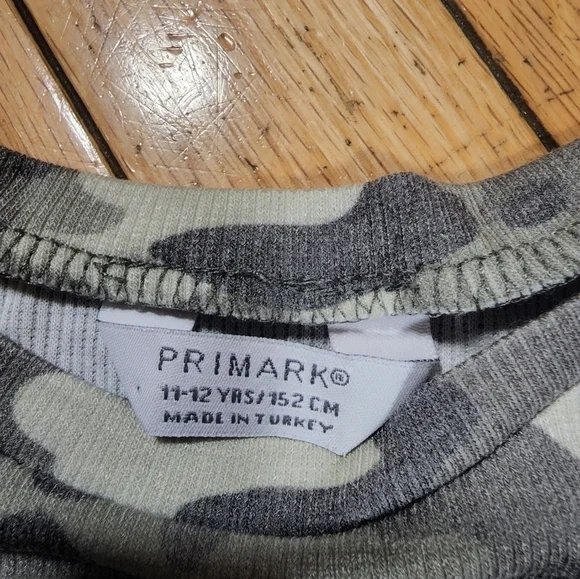 PRIMARK®
11-12 YRS/152 CM
MADE IN TURKEY